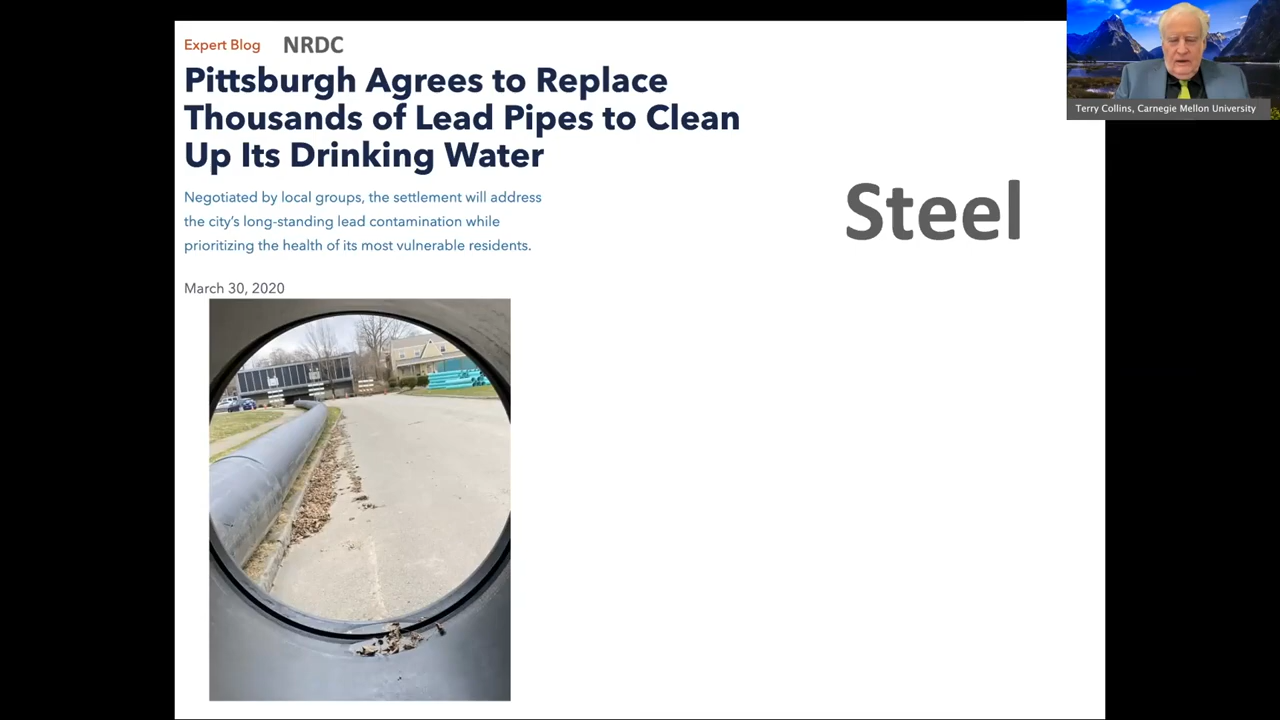 Expert Blog NRDC
Pittsburgh Agrees to Replace
Thousands of Lead Pipes to Clean
Up Its Drinking Water
Negotiated by local groups, the settlement will address
the city's long-standing lead contamination while
prioritizing the health of its most vulnerable residents.
March 30, 2020
Steel
Terry Collins, Carnegie Mellon University